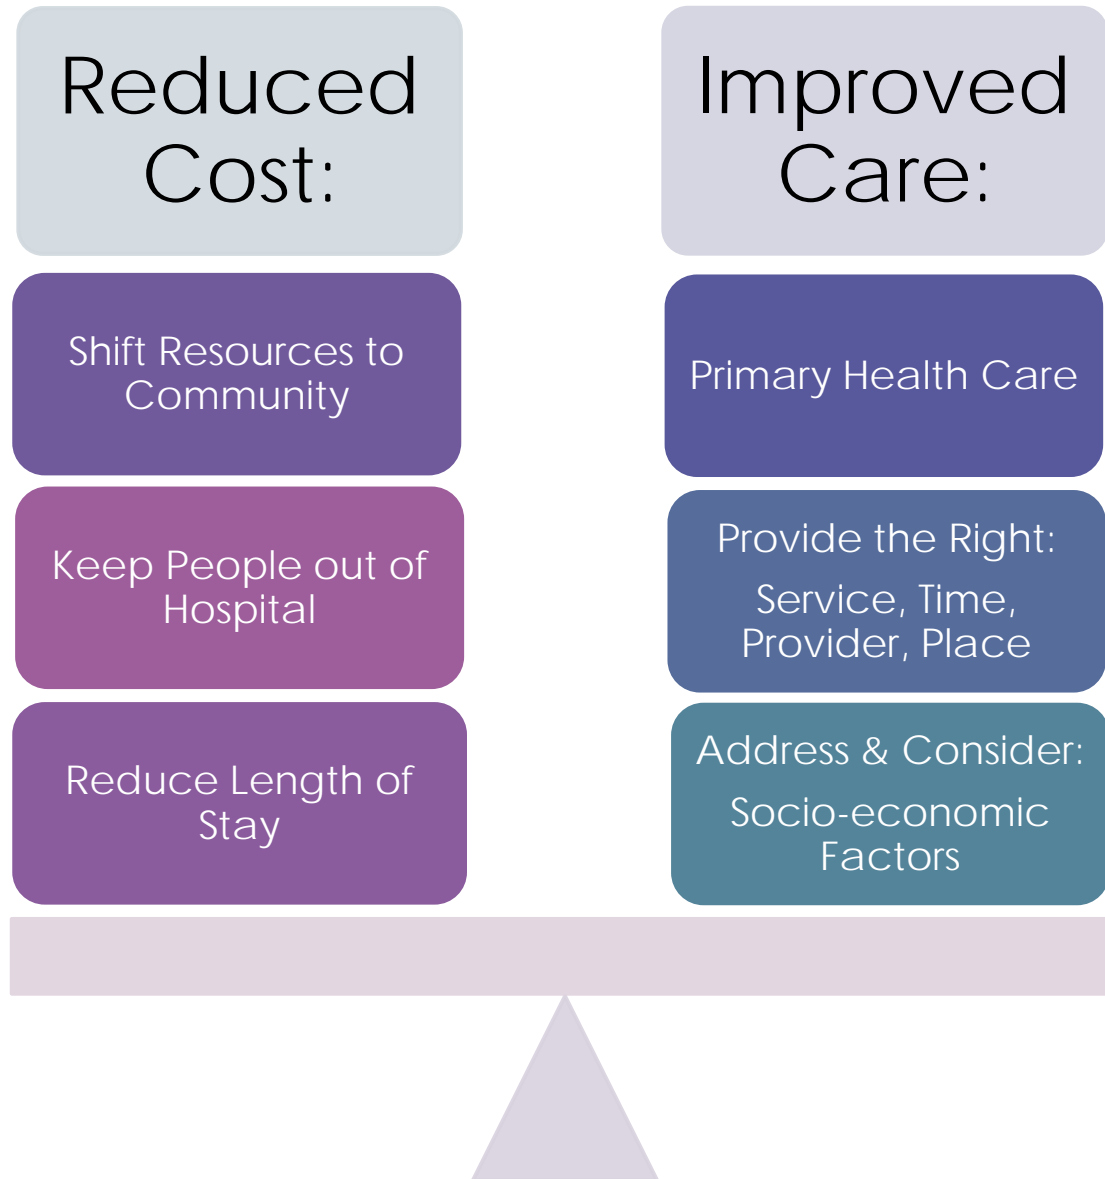 Reduced
Cost:
Shift Resources to
Community
Keep People out of
Hospital
Reduce Length of
Stay
Improved
Care:
Primary Health Care
Provide the Right:
Service, Time,
Provider, Place
Address & Consider:
Socio-economic
Factors